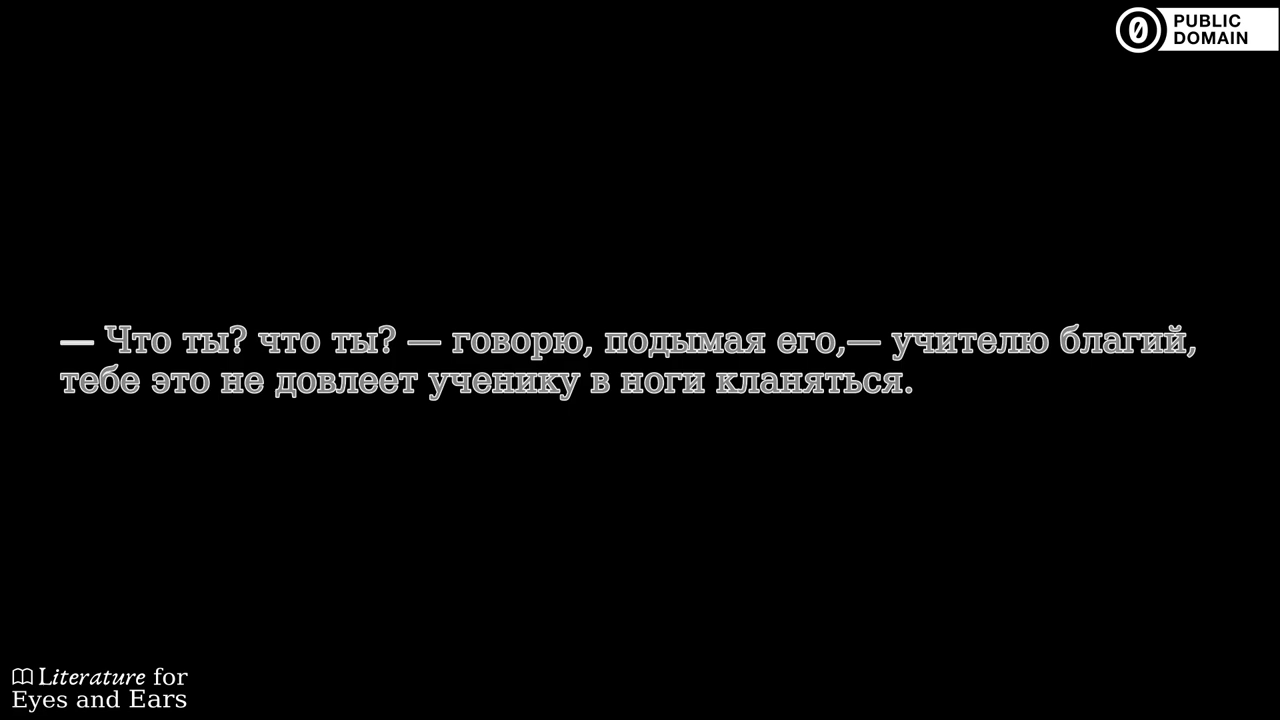 PUBLIC
DOMAIN
— Что ты? что ты? — говорю, подымая его,— учителю благий,
тебе это не довлеет ученику в ноги кланяться.
Literature for
Eyes and Ears